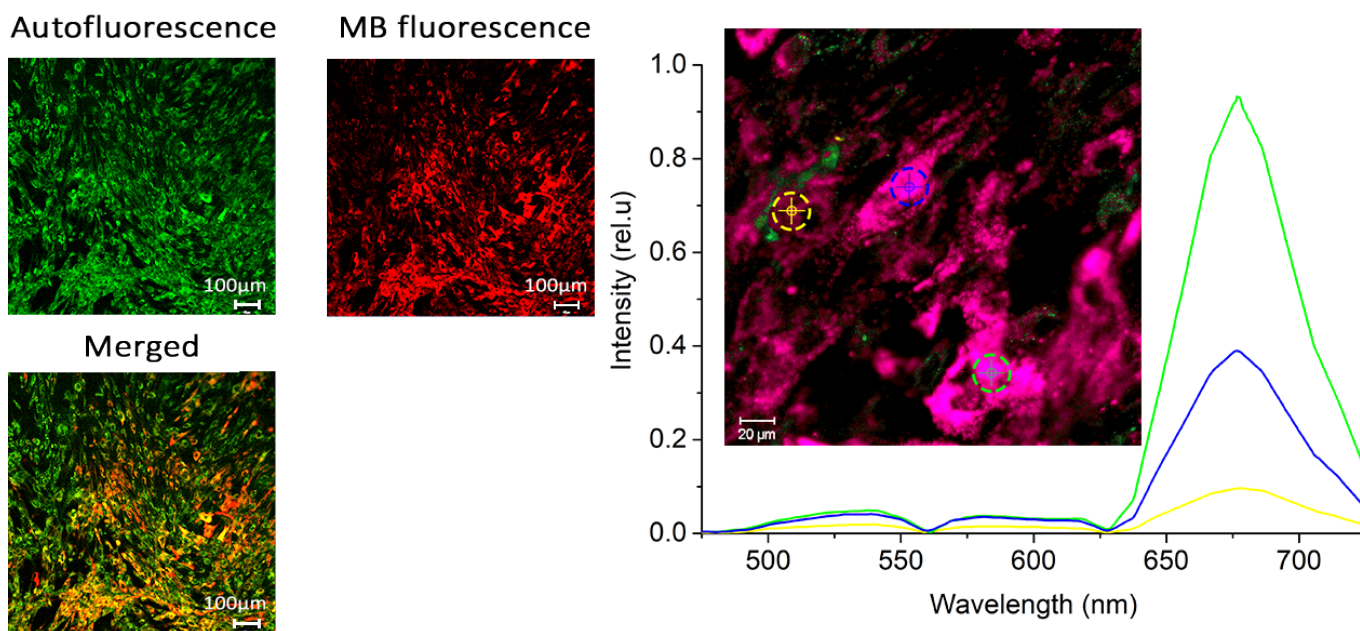 Autofluorescence
MB fluorescence
100µm
100µm
Merged
100µm
Intensity (rel.u)
1.0
0.8
0.6
0.4
0.2
0.0
20 µm
500
550
600
650
700
Wavelength (nm)